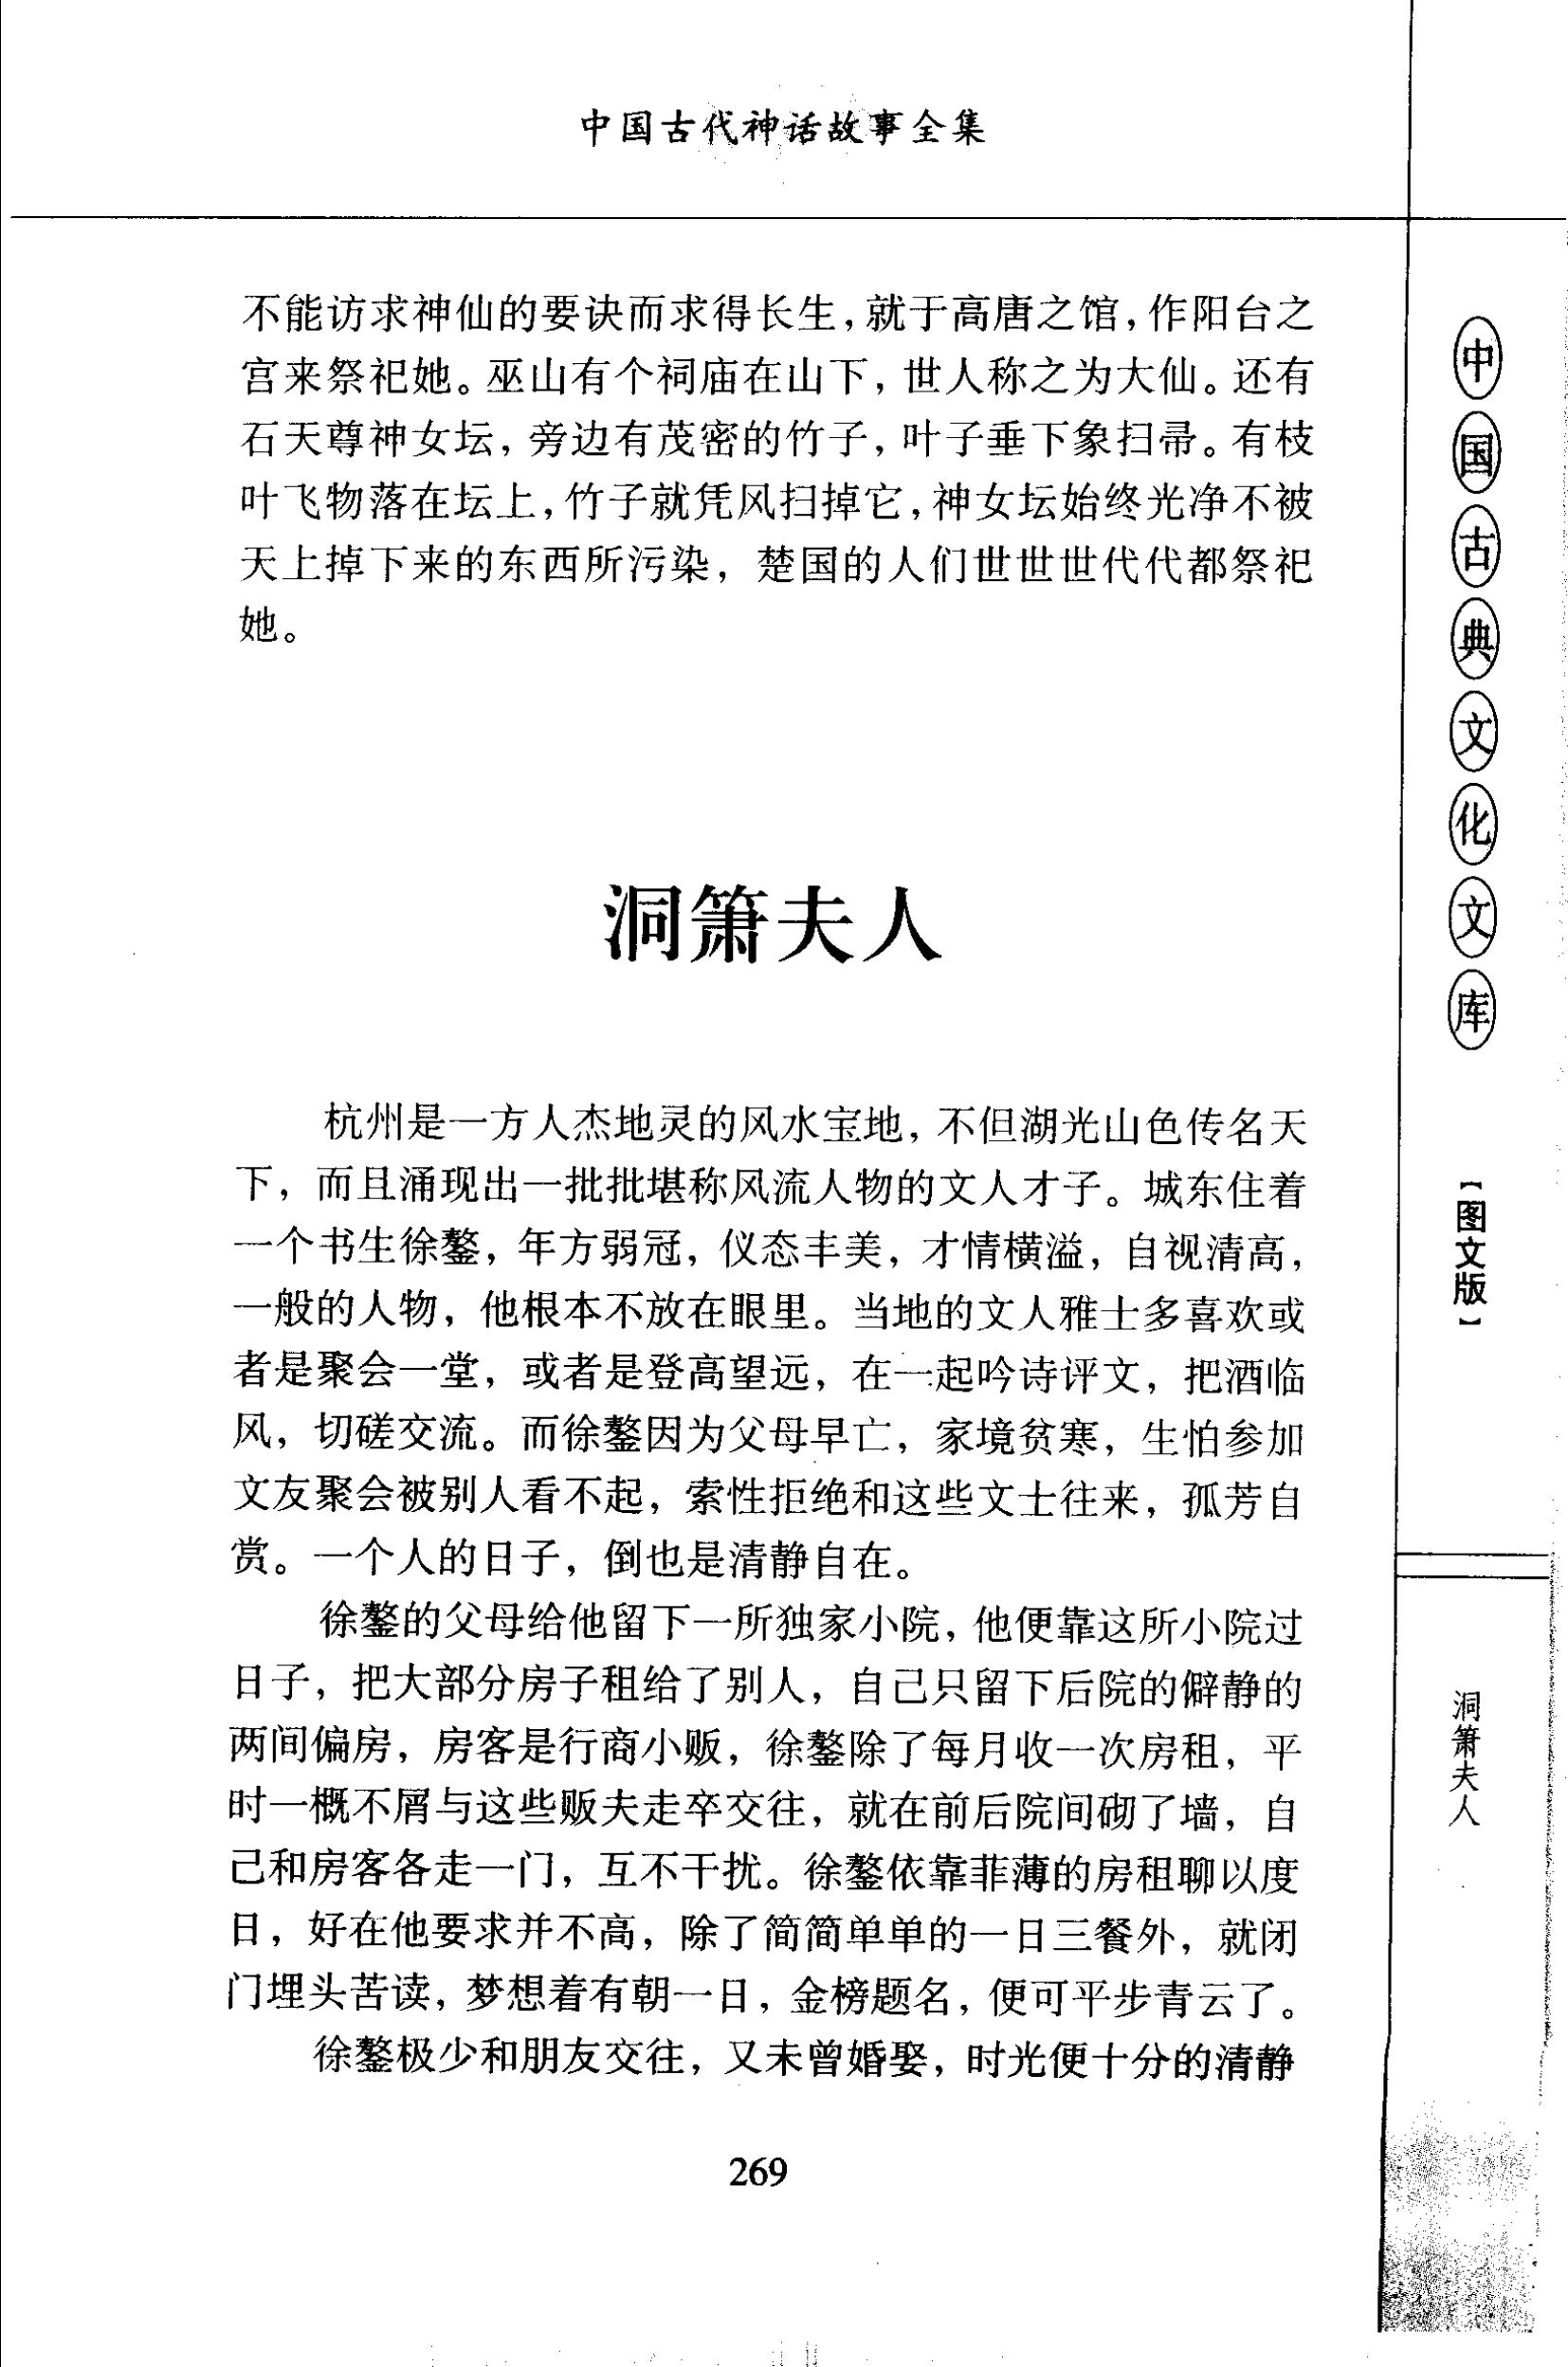 中国古代神话故事全集
不能访求神仙的要诀而求得长生,就于高唐之馆,作阳台之
宫来祭祀她。巫山有个祠庙在山下,世人称之为大仙。还有
石天尊神女坛,旁边有茂密的竹子,叶子垂下象扫帚。有枝
叶飞物落在坛上,竹子就凭风扫掉它,神女坛始终光净不被
天上掉下来的东西所污染,楚国的人们世世世代代都祭祀
她。
洞箫夫人
杭州是一方人杰地灵的风水宝地,不但湖光山色传名天
下,而且涌现出一批批堪称风流人物的文人才子。城东住着
一个书生徐鏊,年方弱冠,仪态丰美,才情横溢,自视清高,
一般的人物,他根本不放在眼里。当地的文人雅士多喜欢或
者是聚会一堂,或者是登高望远,在一起吟诗评文,把酒临
风,切磋交流。而徐鏊因为父母早亡,家境贫寒,生怕参加
文友聚会被别人看不起,索性拒绝和这些文士往来,孤芳自
赏。一个人的日子,倒也是清静自在。
徐鏊的父母给他留下一所独家小院,他便靠这所小院过
日子,把大部分房子租给了别人,自己只留下后院的僻静的
两间偏房,房客是行商小贩,徐鏊除了每月收一次房租,平
时一概不屑与这些贩夫走卒交往,就在前后院间砌了墙,自
己和房客各走一门,互不干扰。徐鏊依靠菲薄的房租聊以度
日,好在他要求并不高,除了简简单单的一日三餐外,就闭
门埋头苦读,梦想着有朝一日,金榜题名,便可平步青云了。
徐鏊极少和朋友交往,又未曾婚娶,时光便十分的清静
269
中国古典文化文库
【图文版】
洞箫夫人